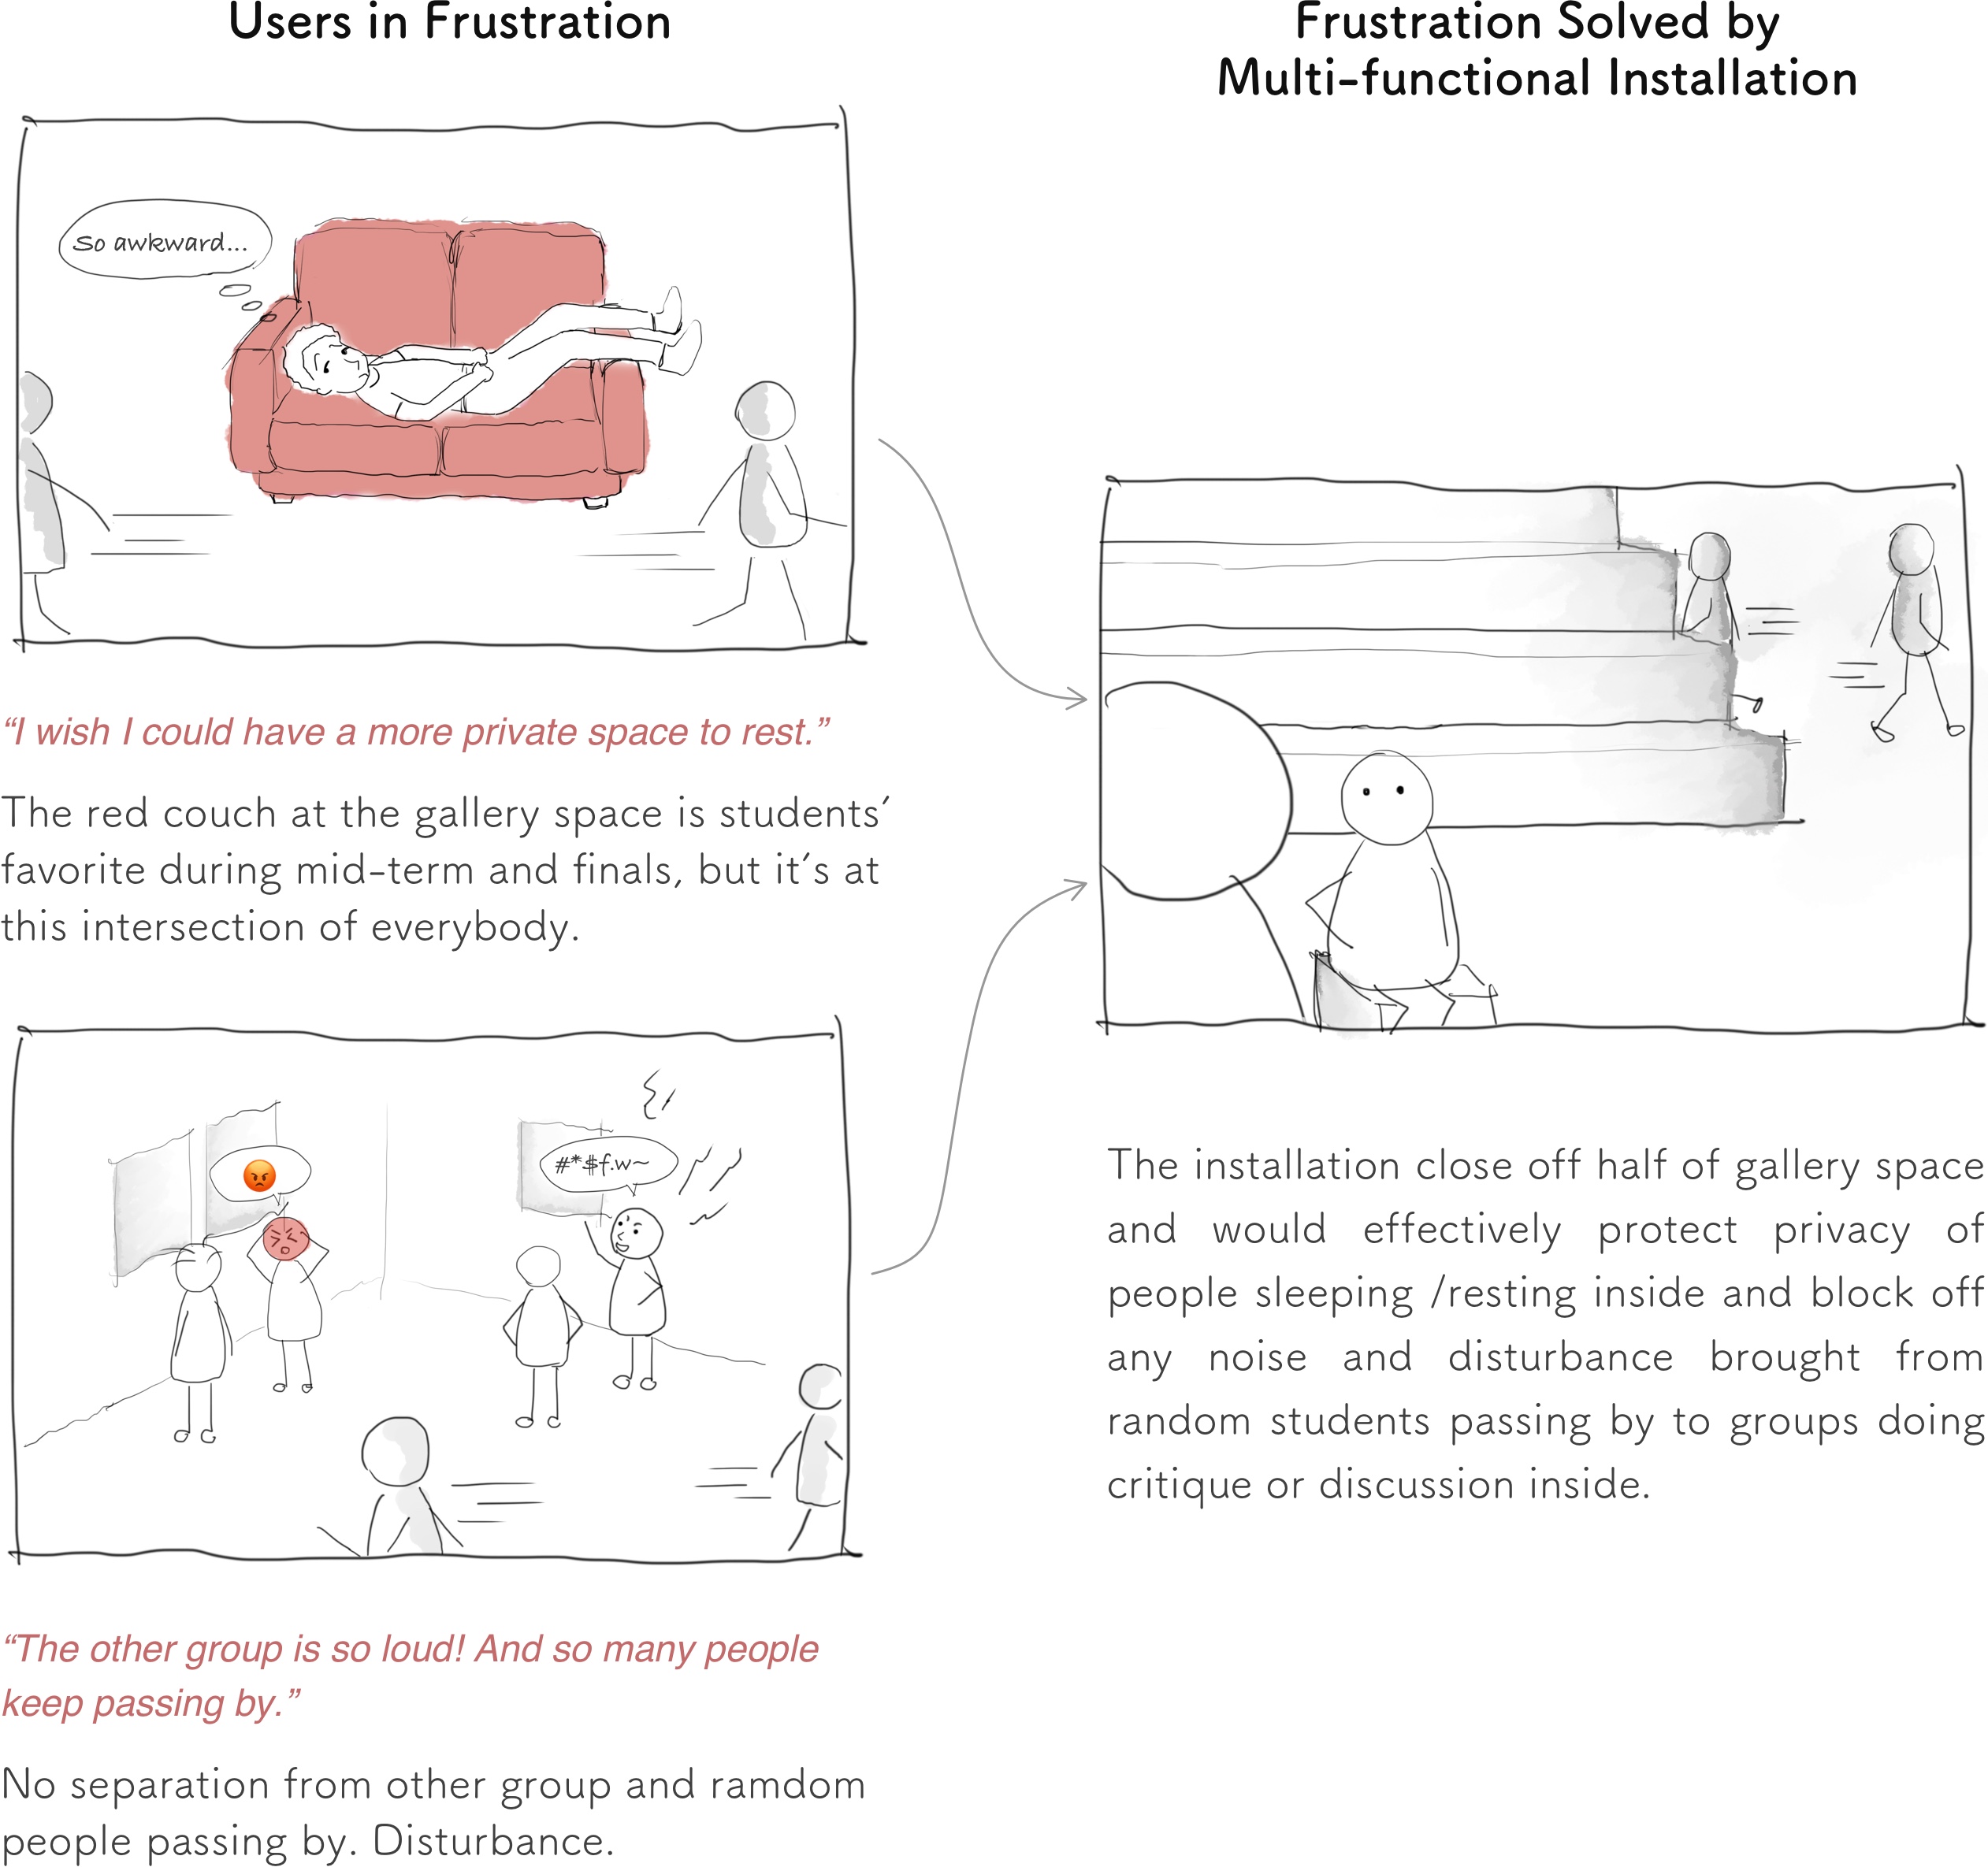 Users in Frustration
So awkward...
“I wish I could have a more private space to rest.”
The red couch at the gallery space is students’
favorite during mid-term and finals, but it’s at
this intersection of everybody.
#*$f.w~
“The other group is so loud! And so many people
keep passing by.”
No separation from other group and ramdom
people passing by. Disturbance.
Frustration Solved by
Multi-functional Installation
The installation close off half of gallery space
and would effectively protect privacy of
people sleeping /resting inside and block off
any noise and disturbance brought from
random students passing by to groups doing
critique or discussion inside.